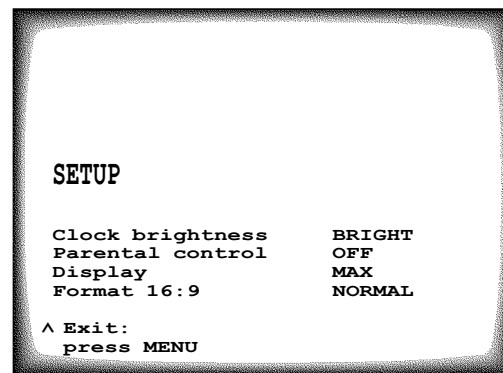 SETUP
Clock brightness BRIGHT
Parental control OFF
Display MAX
Format 16:9 NORMAL
^ Exit:
press MENU